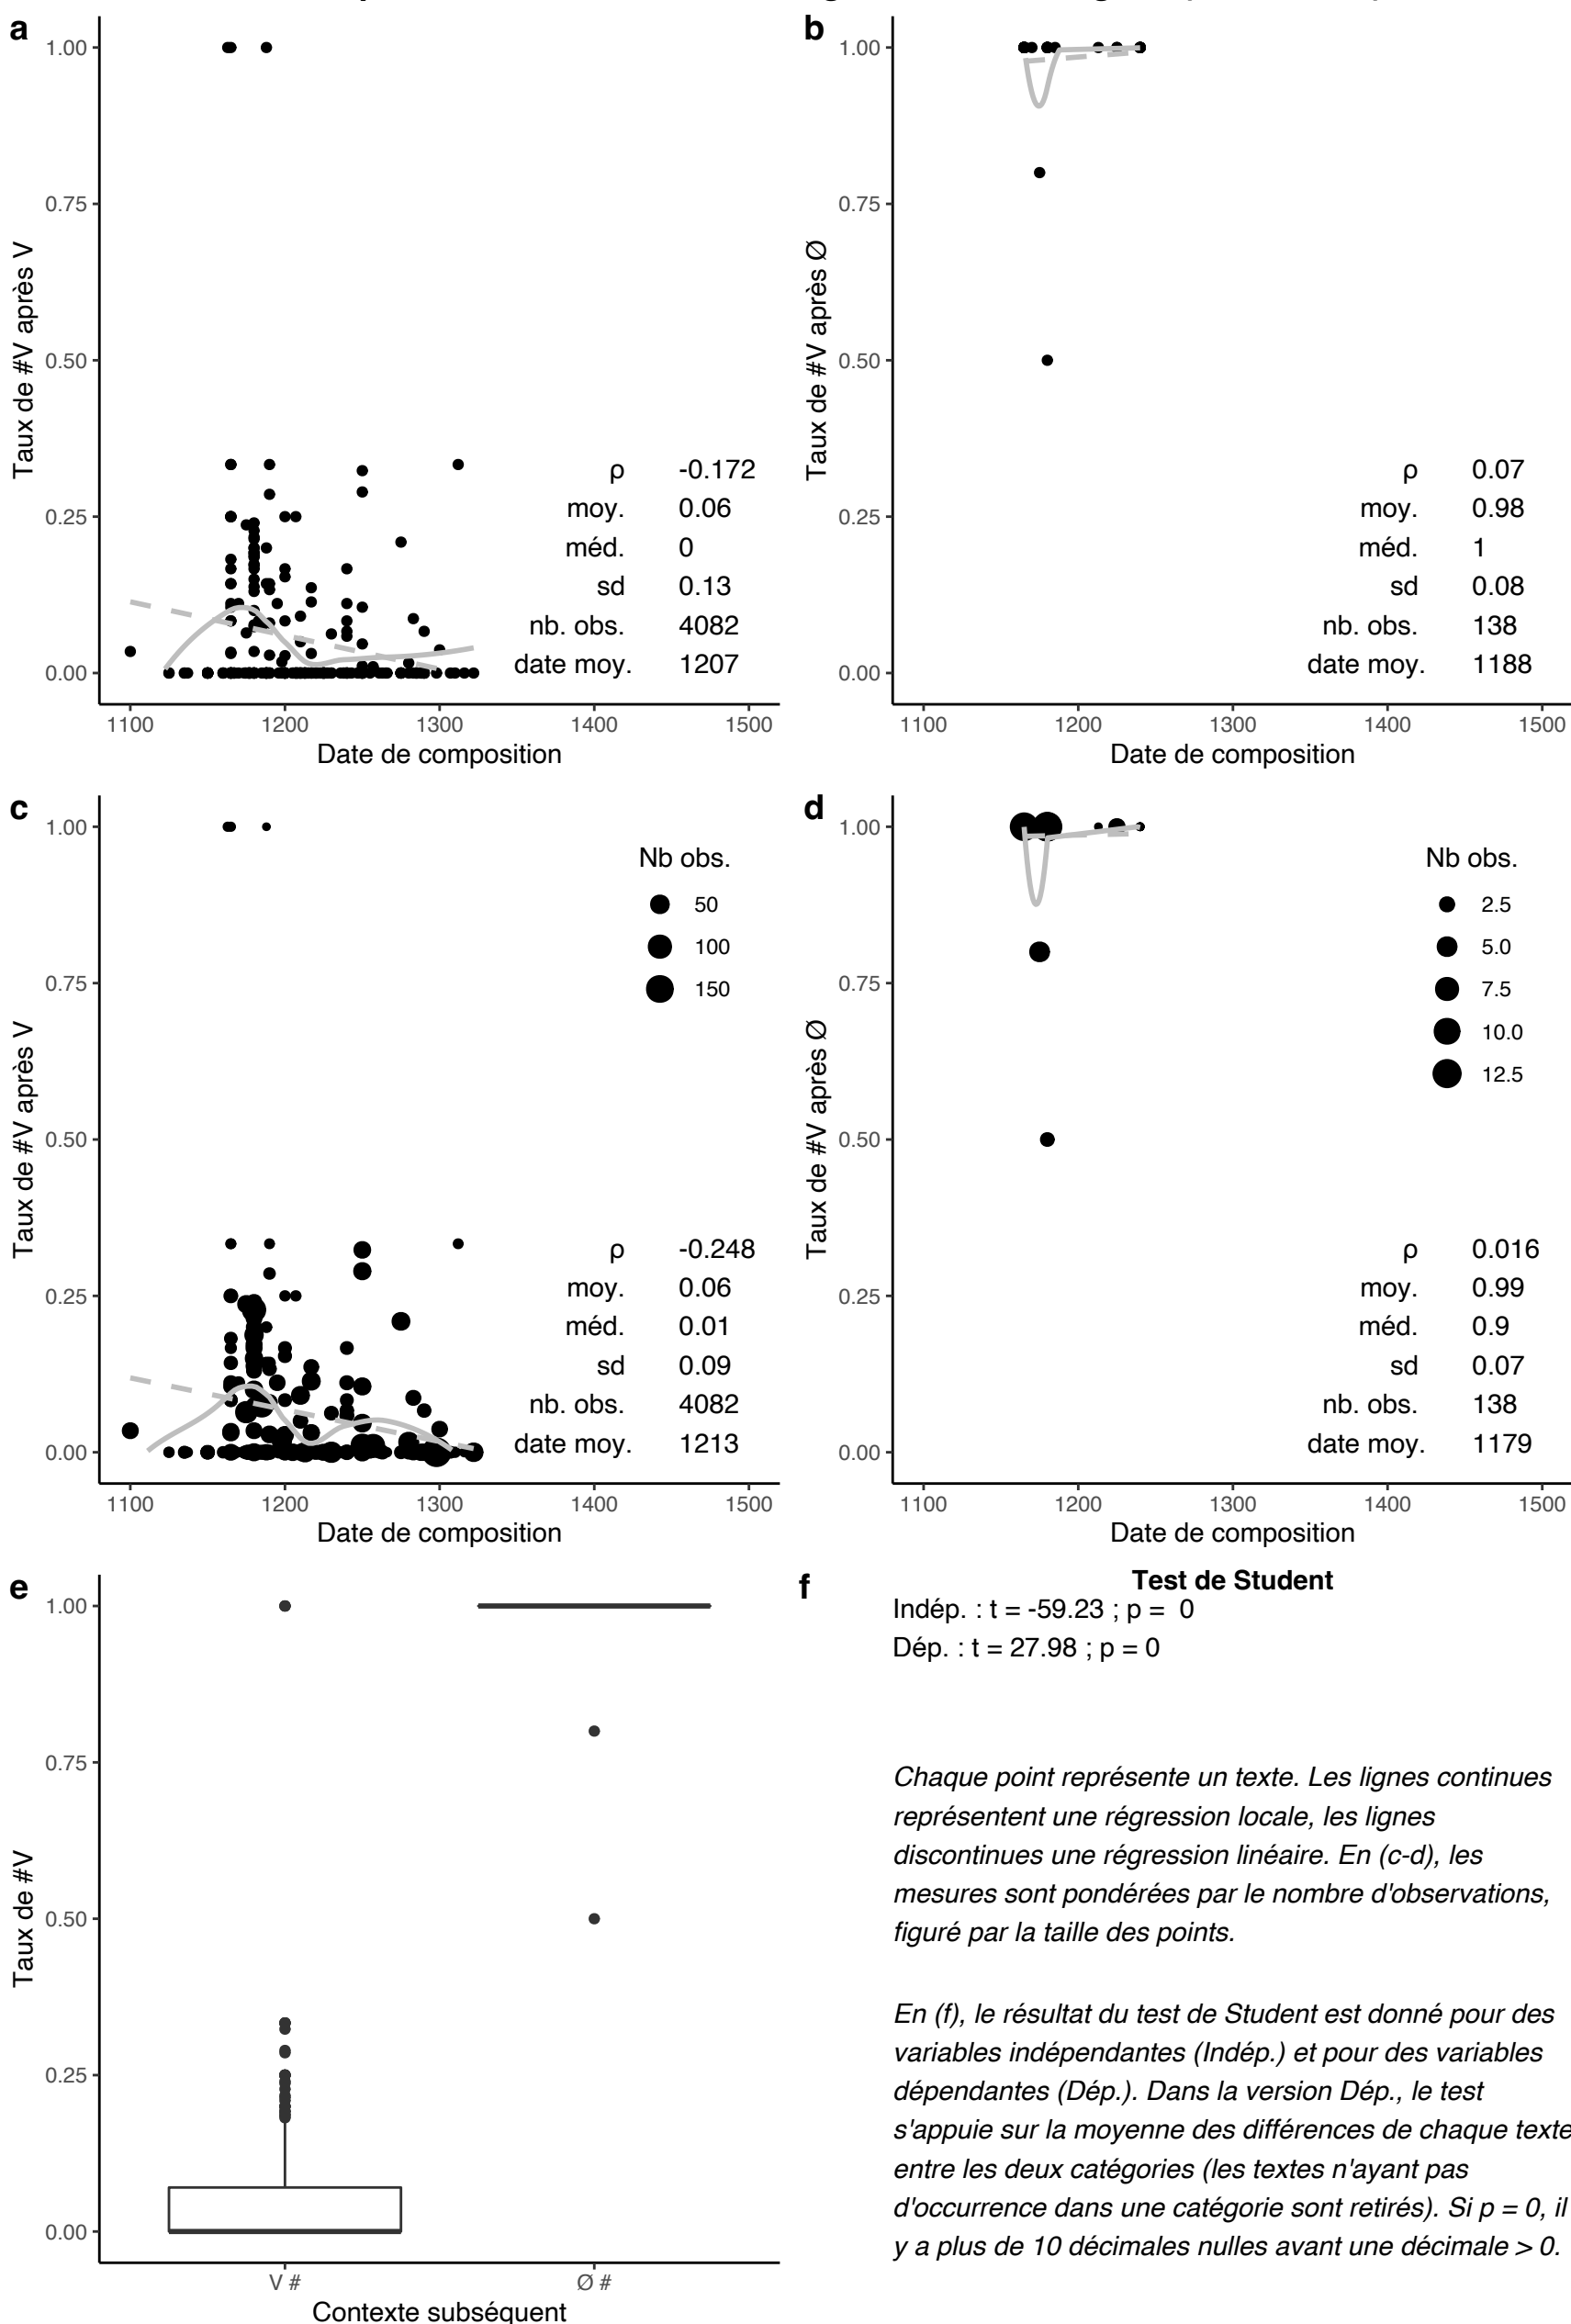 a
1.00
0.75
0.50
0.25
0.00
Taux de #V après V
ρ -0.172
moy. 0.06
méd. 0
sd 0.13
nb. obs. 4082
date moy. 1207
1100 1200 1300 1400 1500
Date de composition
b
1.00
0.75
0.50
0.25
0.00
Taux de #V après Ø
ρ 0.07
moy. 0.98
méd. 1
sd 0.08
nb. obs. 138
date moy. 1188
1100 1200 1300 1400 1500
Date de composition
c
1.00
0.75
0.50
0.25
0.00
Taux de #V après V
Nb obs.
50
100
150
ρ -0.248
moy. 0.06
méd. 0.01
sd 0.09
nb. obs. 4082
date moy. 1213
1100 1200 1300 1400 1500
Date de composition
d
1.00
0.75
0.50
0.25
0.00
Taux de #V après Ø
Nb obs.
2.5
5.0
7.5
10.0
12.5
ρ 0.016
moy. 0.99
méd. 0.9
sd 0.07
nb. obs. 138
date moy. 1179
1100 1200 1300 1400 1500
Date de composition
e
1.00
0.75
0.50
0.25
0.00
Taux de #V
V # Ø #
Contexte subséquent
f
Test de Student
Indép. : t = -59.23 ; p = 0
Dép. : t = 27.98 ; p = 0
Chaque point représente un texte. Les lignes continues
représentent une régression locale, les lignes
discontinues une régression linéaire. En (c-d), les
mesures sont pondérées par le nombre d'observations,
figuré par la taille des points.
En (f), le résultat du test de Student est donné pour des
variables indépendantes (Indép.) et pour des variables
dépendantes (Dép.). Dans la version Dép., le test
s'appuie sur la moyenne des différences de chaque texte
entre les deux catégories (les textes n'ayant pas
d'occurrence dans une catégorie sont retirés). Si p = 0, il
y a plus de 10 décimales nulles avant une décimale > 0.